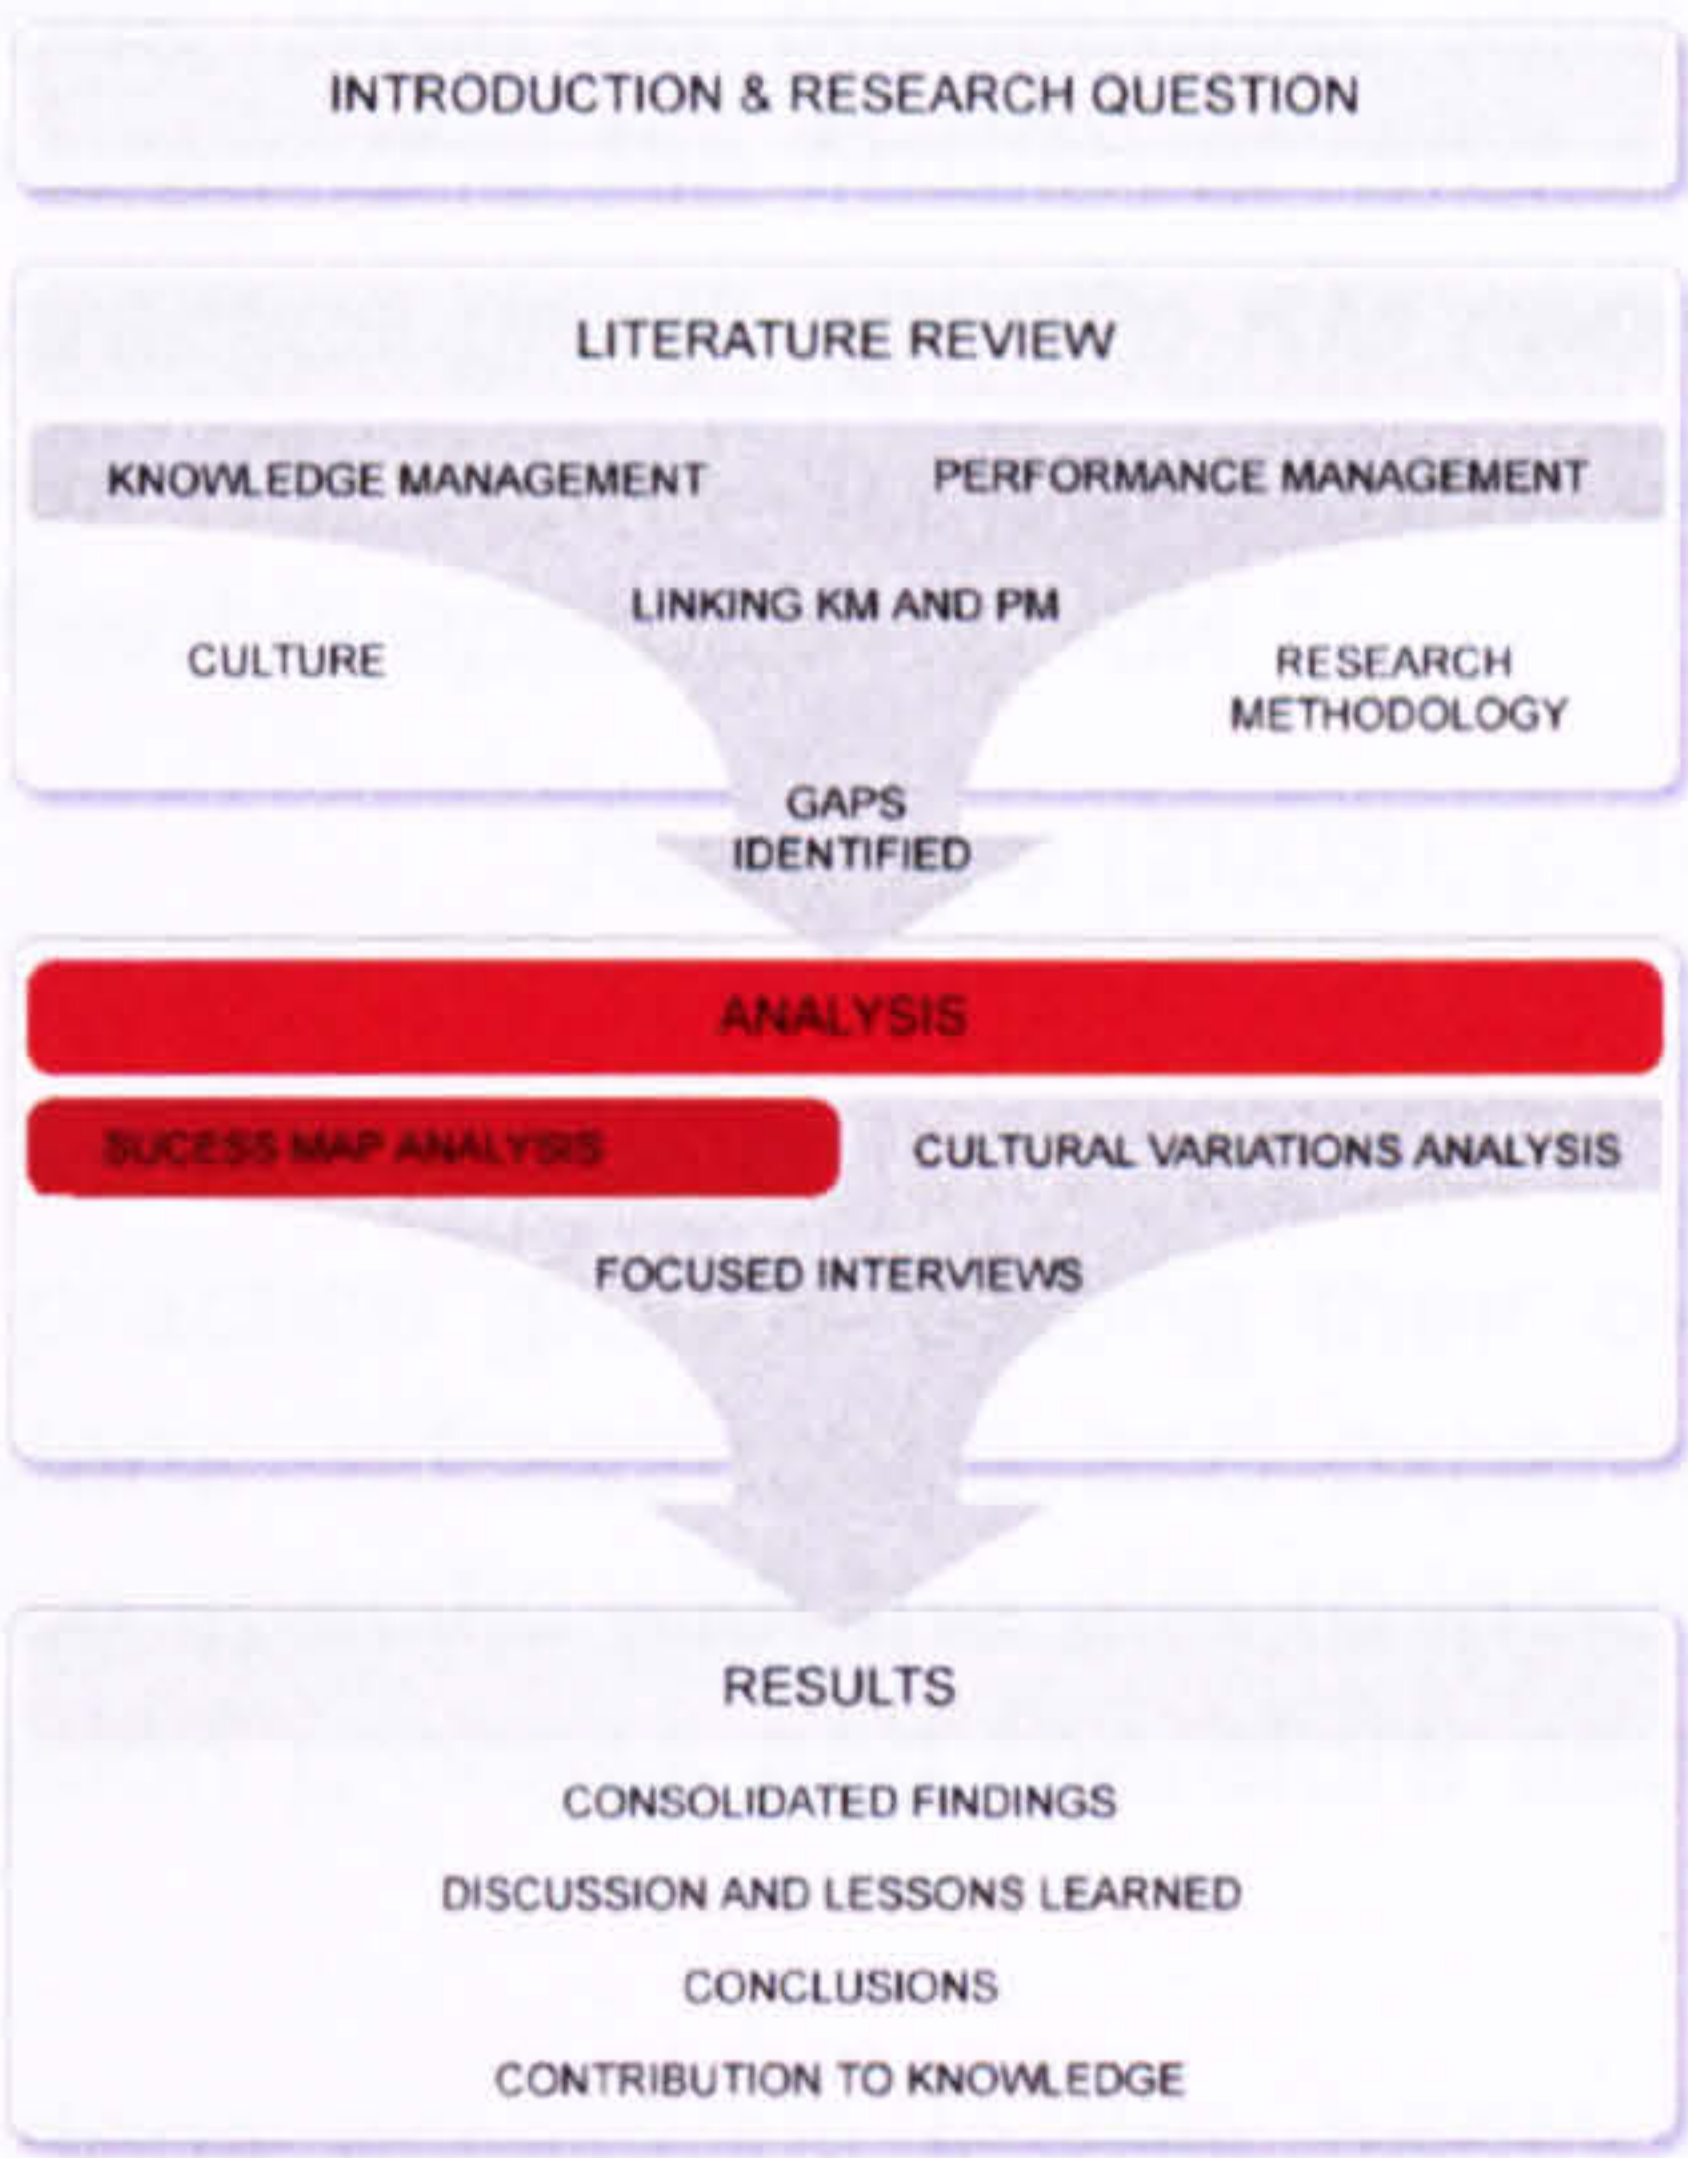 INTRODUCTION & RESEARCH QUESTION
LITERATURE REVIEW
KNOWLEDGE MANAGEMENT
PERFORMANCE MANAGEMENT
LINKING KM AND PM
CULTURE
RESEARCH
METHODOLOGY
GAPS
IDENTIFIED
ANALYSIS
SUCESS MAP ANALYSIS
CULTURAL VARIATIONS ANALYSIS
FOCUSED INTERVIEWS
RESULTS
CONSOLIDATED FINDINGS
DISCUSSION AND LESSONS LEARNED
CONCLUSIONS
CONTRIBUTION TO KNOWLEDGE